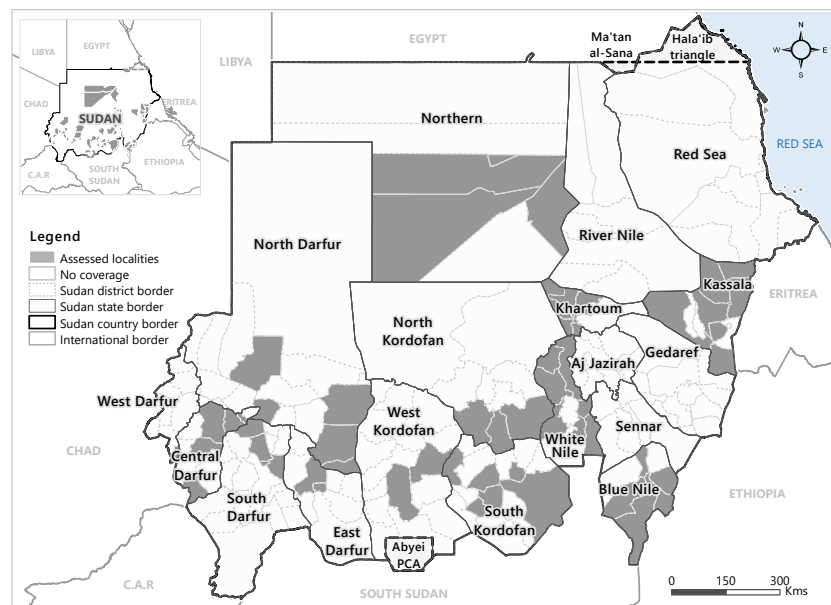 LIBYA
EGYPT
CHAD
SUDAN
ERITREA
C.A.R
SOUTH
SUDAN
ETHIOPIA
EGYPT
LIBYA
Ma'tan
al-Sana
Hala'ib
triangle
N
W
E
S
RED SEA
Northern
Red Sea
River Nile
North Darfur
Legend
Assessed localities
No coverage
Sudan district border
Sudan state border
Sudan country border
International border
Kassala
ERITREA
Khartoum
North
Kordofan
Gedaref
Aj Jazirah
West Darfur
West
Kordofan
Sennar
White
Nile
CHAD
Central
Darfur
Blue Nile
ETHIOPIA
South
Darfur
South
Kordofan
East
Darfur
Abyei
PCA
C.A.R
SOUTH SUDAN
0 150 300
Kms